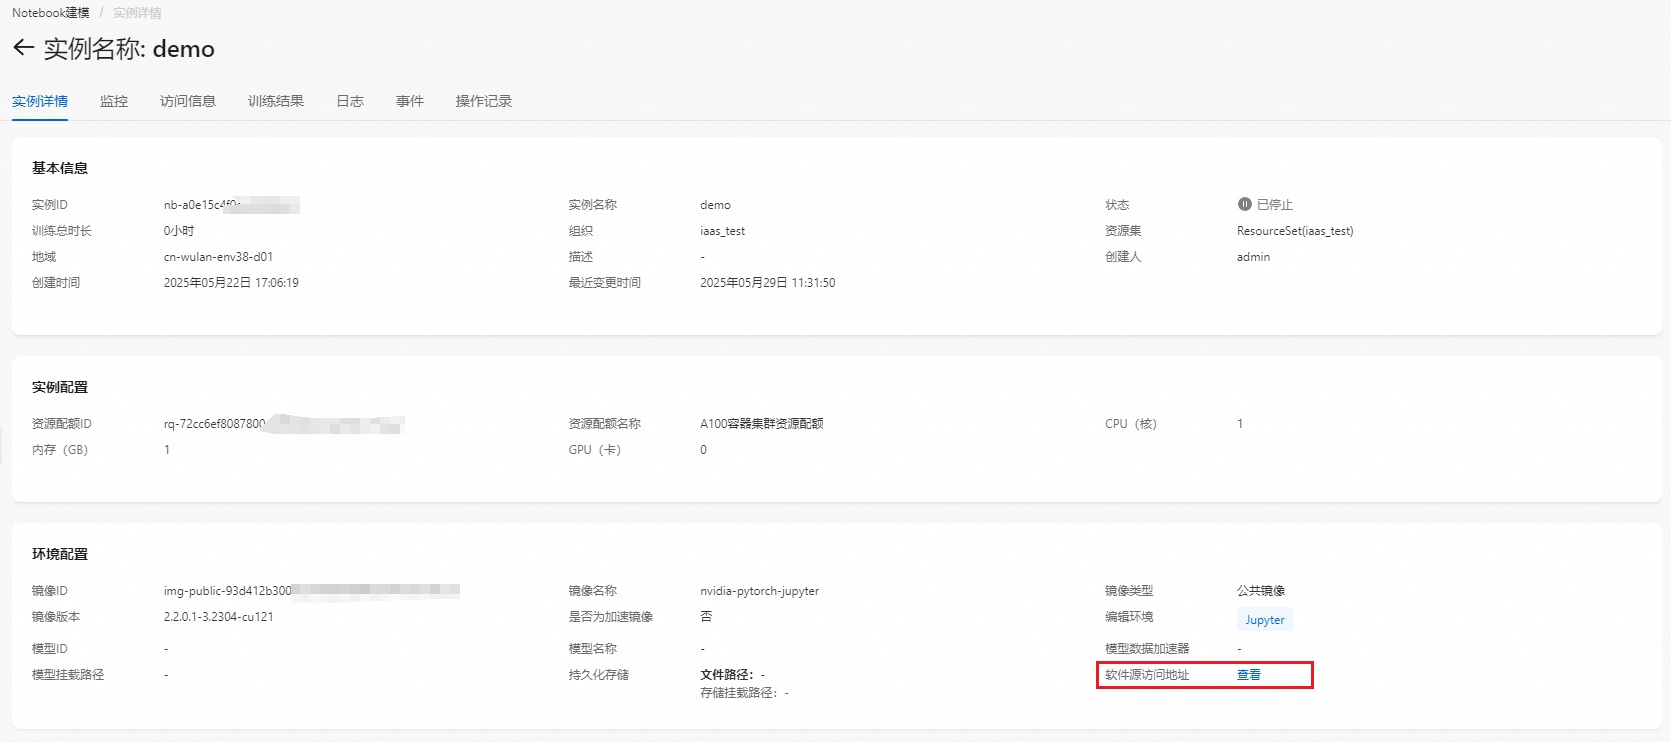 Notebook建模 / 实例详情
实例名称: demo
实例详情 监控 访问信息 训练结果 日志 事件 操作记录
基本信息
实例ID nb-a0e15c4f0 实例名称 demo 状态 已停止
训练总时长 0小时 组织 iaas_test 资源集 ResourceSet(iaas_test)
地域 cn-wulan-env38-d01 描述 - 创建人 admin
创建时间 2025年05月22日 17:06:19 最近变更时间 2025年05月29日 11:31:50
实例配置
资源配额ID rq-72cc6ef8087800 资源配额名称 A100容器集群资源配额 CPU（核） 1
内存（GB） 1 GPU（卡） 0
环境配置
镜像ID img-public-93d412b300 镜像名称 nvidia-pytorch-jupyter 镜像类型 公共镜像
镜像版本 2.2.0.1-3.2304-cu121 是否为加速镜像 否 编辑环境 Jupyter
模型ID - 模型名称 - 模型数据加速器 -
模型挂载路径 - 持久化存储 文件路径：- 软件源访问地址 查看
存储挂载路径：-